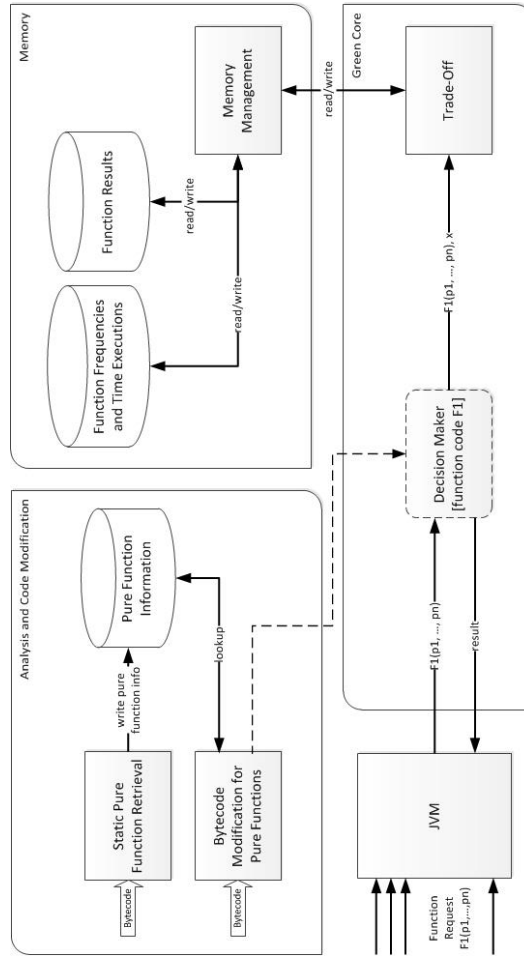 Analysis and Code Modification
Bytecode
Static Pure
Function Retrieval
write pure
function info
Pure Function
Information
Bytecode
Bytecode
Modification for
Pure Functions
lookup
Memory
Function Frequencies
and Time Executions
Function Results
read/write
read/write
Memory
Management
read/write
Function
Request
F1(p1,...,pn)
JVM
F1(p1, ..., pn)
result
Green Core
Decision Maker
[function code F1]
F1(p1, ..., pn), x
Trade-Off